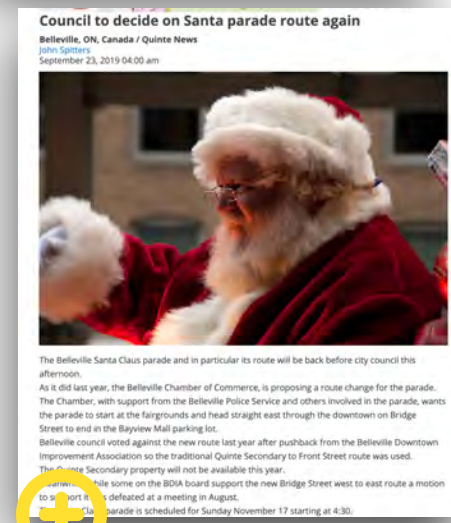 Council to decide on Santa parade route again
Belleville, ON, Canada / Quinte News
John Spitters
September 23, 2019 04:00 am
The Belleville Santa Claus parade and in particular its route will be back before city council this
afternoon.
As it did last year, the Belleville Chamber of Commerce, is proposing a route change for the parade.
The Chamber, with support from the Belleville Police Service and others involved in the parade, wants
the parade to start at the fairgrounds and head straight east through the downtown on Bridge
Street to end in the Bayview Mall parking lot.
Belleville council voted against the new route last year after pushback from the Belleville Downtown
Improvement Association so the traditional Quinte Secondary to Front Street route was used.
The Quinte Secondary property will not be available this year.
while some on the BDIA board support the new Bridge Street west to east route a motion
to support it was defeated at a meeting in August.
parade is scheduled for Sunday November 17 starting at 4:30.